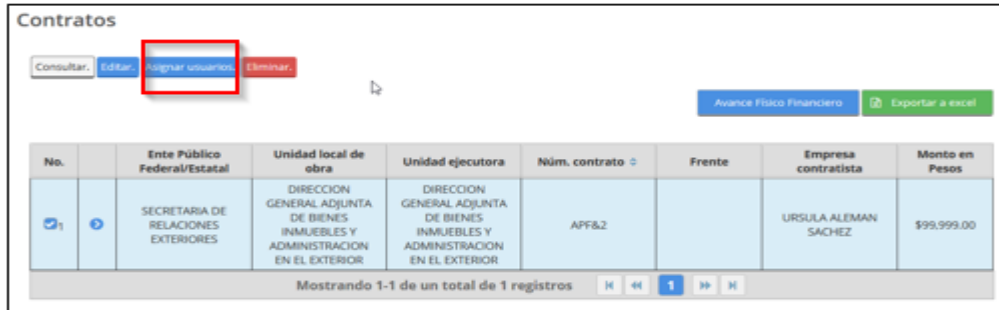 Contratos
Consultar. Editar. Asignar usuarios. Eliminar.
Avance Físico Financiero Exportar a excel
No. Ente Público Federal/Estatal Unidad local de obra Unidad ejecutora Núm. contrato Frente Empresa contratista Monto en Pesos
1 SECRETARIA DE RELACIONES EXTERIORES DIRECCION GENERAL ADJUNTA DE BIENES INMUEBLES Y ADMINISTRACION EN EL EXTERIOR DIRECCION GENERAL ADJUNTA DE BIENES INMUEBLES Y ADMINISTRACION EN EL EXTERIOR APF&2 URSULA ALEMAN SACHEZ $99,999.00
Mostrando 1-1 de un total de 1 registros 1